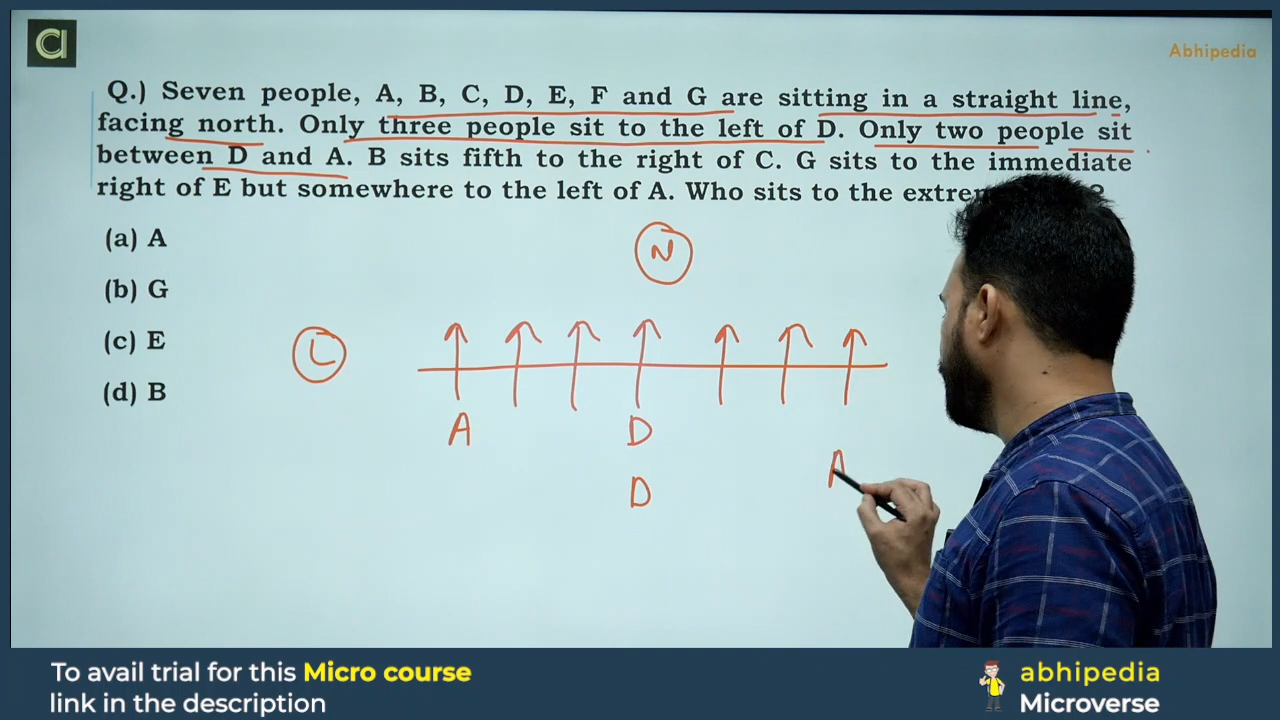 Abhipedia
Q.) Seven people, A, B, C, D, E, F and G are sitting in a straight line,
facing north. Only three people sit to the left of D. Only two people sit
between D and A. B sits fifth to the right of C. G sits to the immediate
right of E but somewhere to the left of A. Who sits to the
(a) A
(b) G
(c) E
(d) B
N
L
A D
D A
To avail trial for this Micro course
link in the description
abhipedia
Microverse